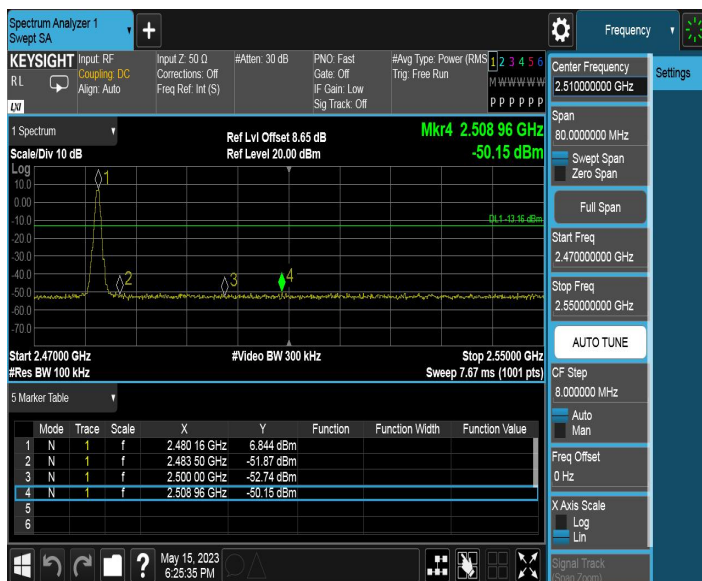 Spectrum Analyzer 1
Swept SA
+
Frequency
KEYSIGHT
RL
LXI
Input: RF
Coupling: DC
Align: Auto
Input Z: 50 Ω
Corrections: Off
Freq Ref: Int (S)
#Atten: 30 dB
PNO: Fast
Gate: Off
IF Gain: Low
Sig Track: Off
#Avg Type: Power (RMS
Trig: Free Run
1 2 3 4 5 6
M W W W W W
P P P P P P
1 Spectrum
Scale/Div 10 dB
Ref Lvl Offset 8.65 dB
Ref Level 20.00 dBm
Mkr4 2.508 96 GHz
-50.15 dBm
Log
10.0
0.00
-10.0
-20.0
-30.0
-40.0
-50.0
-60.0
-70.0
1
2
3
4
DL1 -13.16 dBm
Start 2.47000 GHz
#Video BW 300 kHz
Stop 2.55000 GHz
#Res BW 100 kHz
Sweep 7.67 ms (1001 pts)
5 Marker Table
Mode Trace Scale X Y Function Function Width Function Value
1 N 1 f 2.480 16 GHz 6.844 dBm
2 N 1 f 2.483 50 GHz -51.87 dBm
3 N 1 f 2.500 00 GHz -52.74 dBm
4 N 1 f 2.508 96 GHz -50.15 dBm
5
6
?
May 15, 2023
6:25:35 PM
Center Frequency
2.510000000 GHz
Span
80.0000000 MHz
Swept Span
Zero Span
Full Span
Start Freq
2.470000000 GHz
Stop Freq
2.550000000 GHz
AUTO TUNE
CF Step
8.000000 MHz
Auto
Man
Freq Offset
0 Hz
X Axis Scale
Log
Lin
Signal Track
(Span Zoom)
Settings